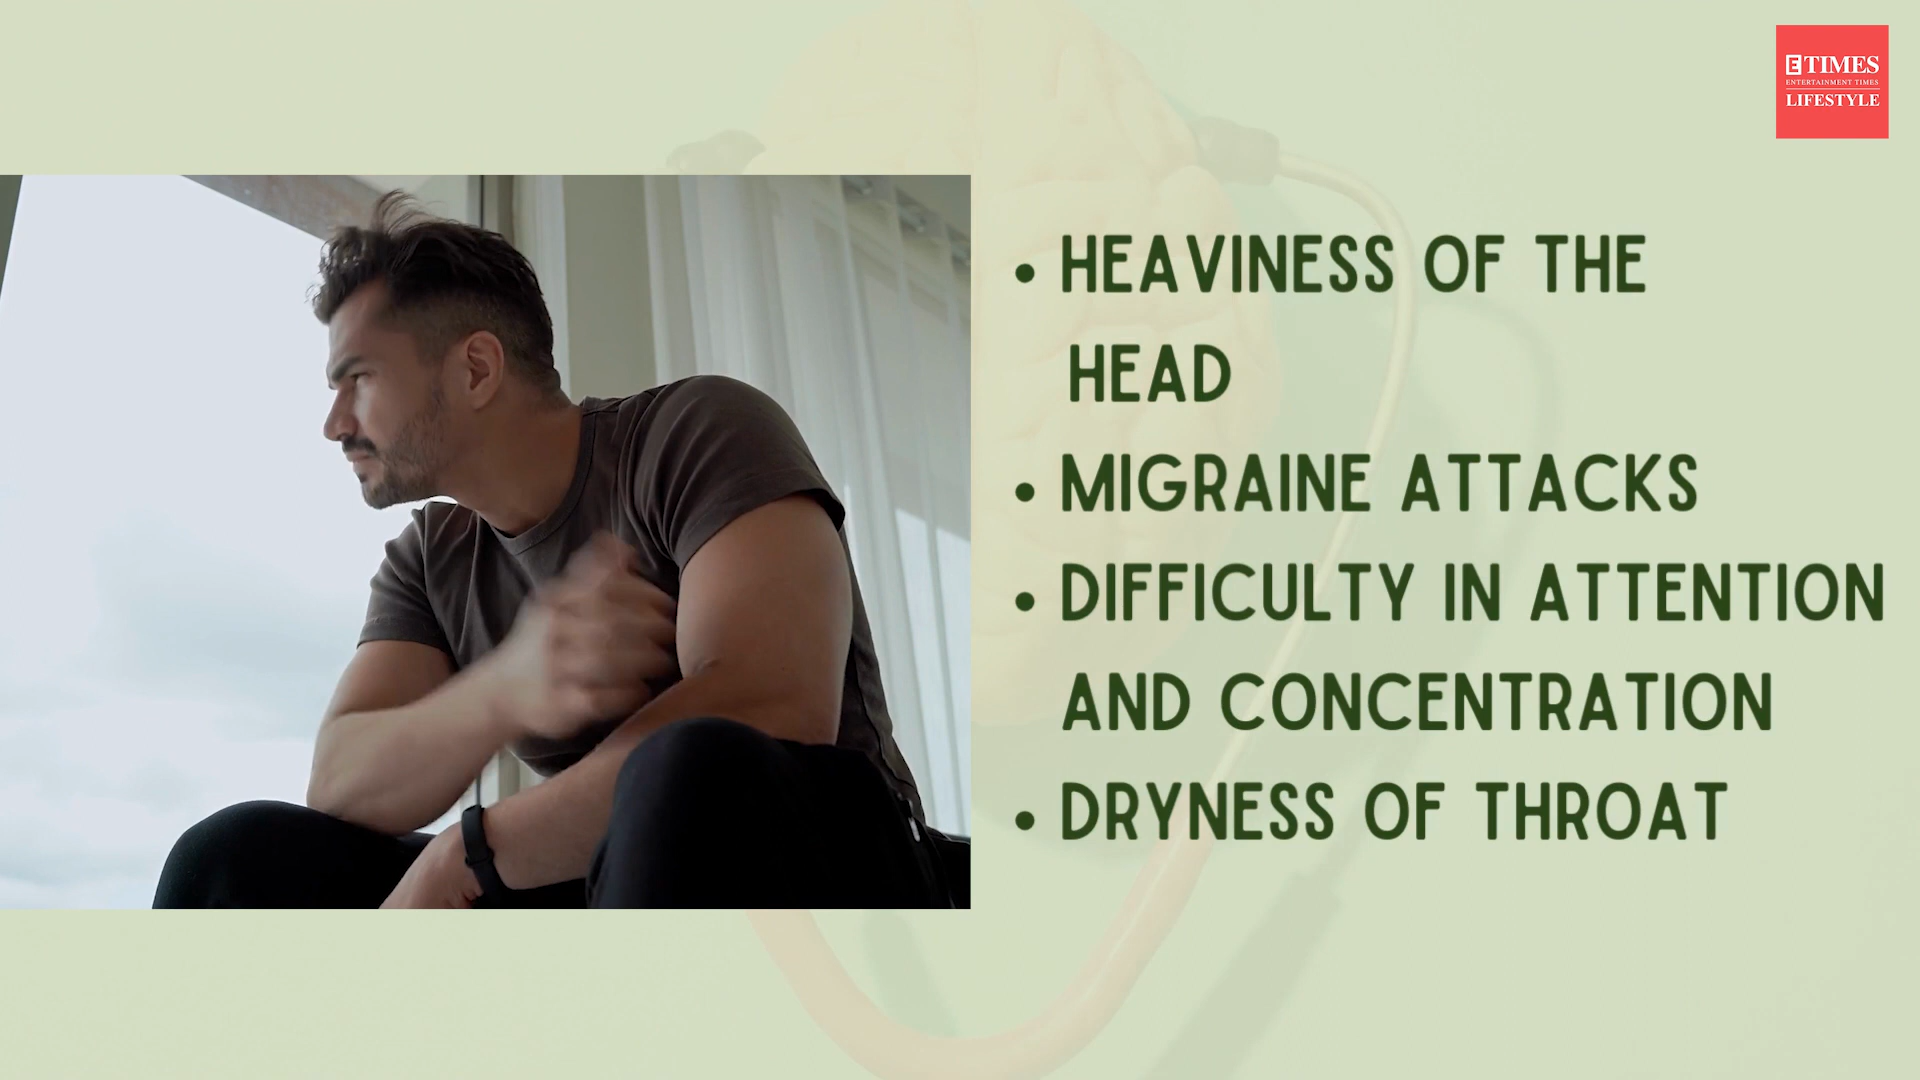 ETIMES
ENTERTAINMENT TIMES
LIFESTYLE
• HEAVINESS OF THE
HEAD
• MIGRAINE ATTACKS
• DIFFICULTY IN ATTENTION
AND CONCENTRATION
• DRYNESS OF THROAT